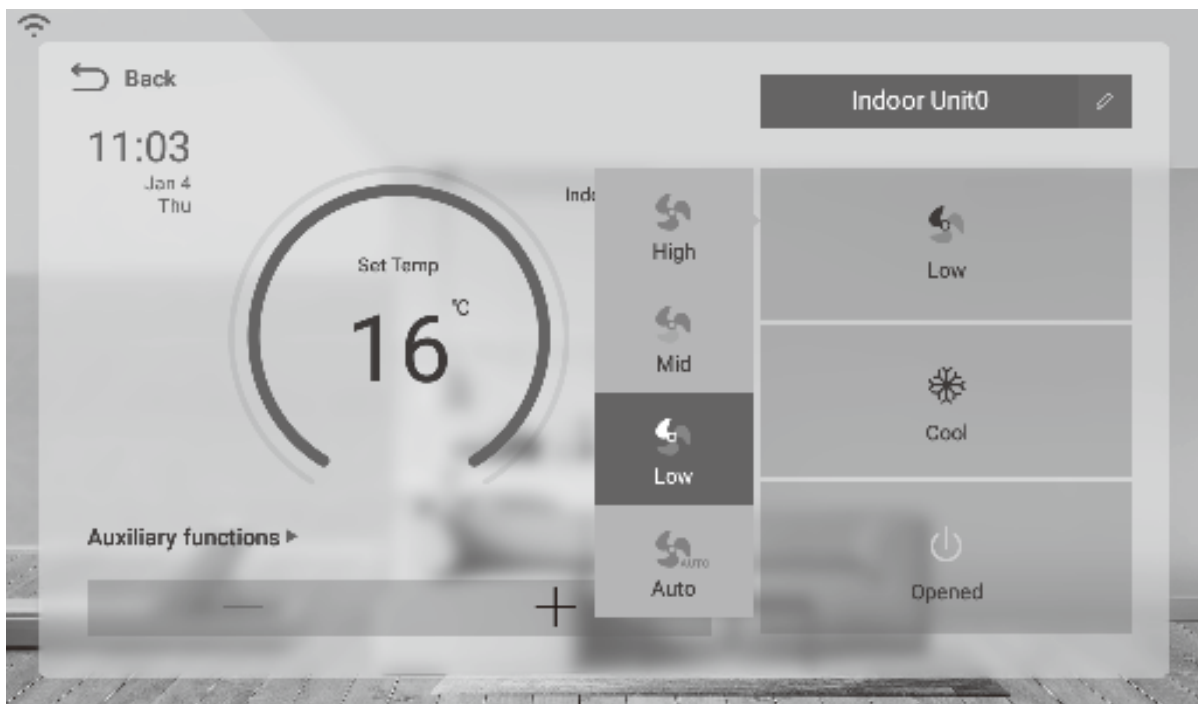 Back
Indoor Unit0
11:03
Jan 4
Thu
Set Temp
16 °C
Auxiliary functions
−
+
High
Mid
Low
AUTO
Auto
Low
Cool
Opened